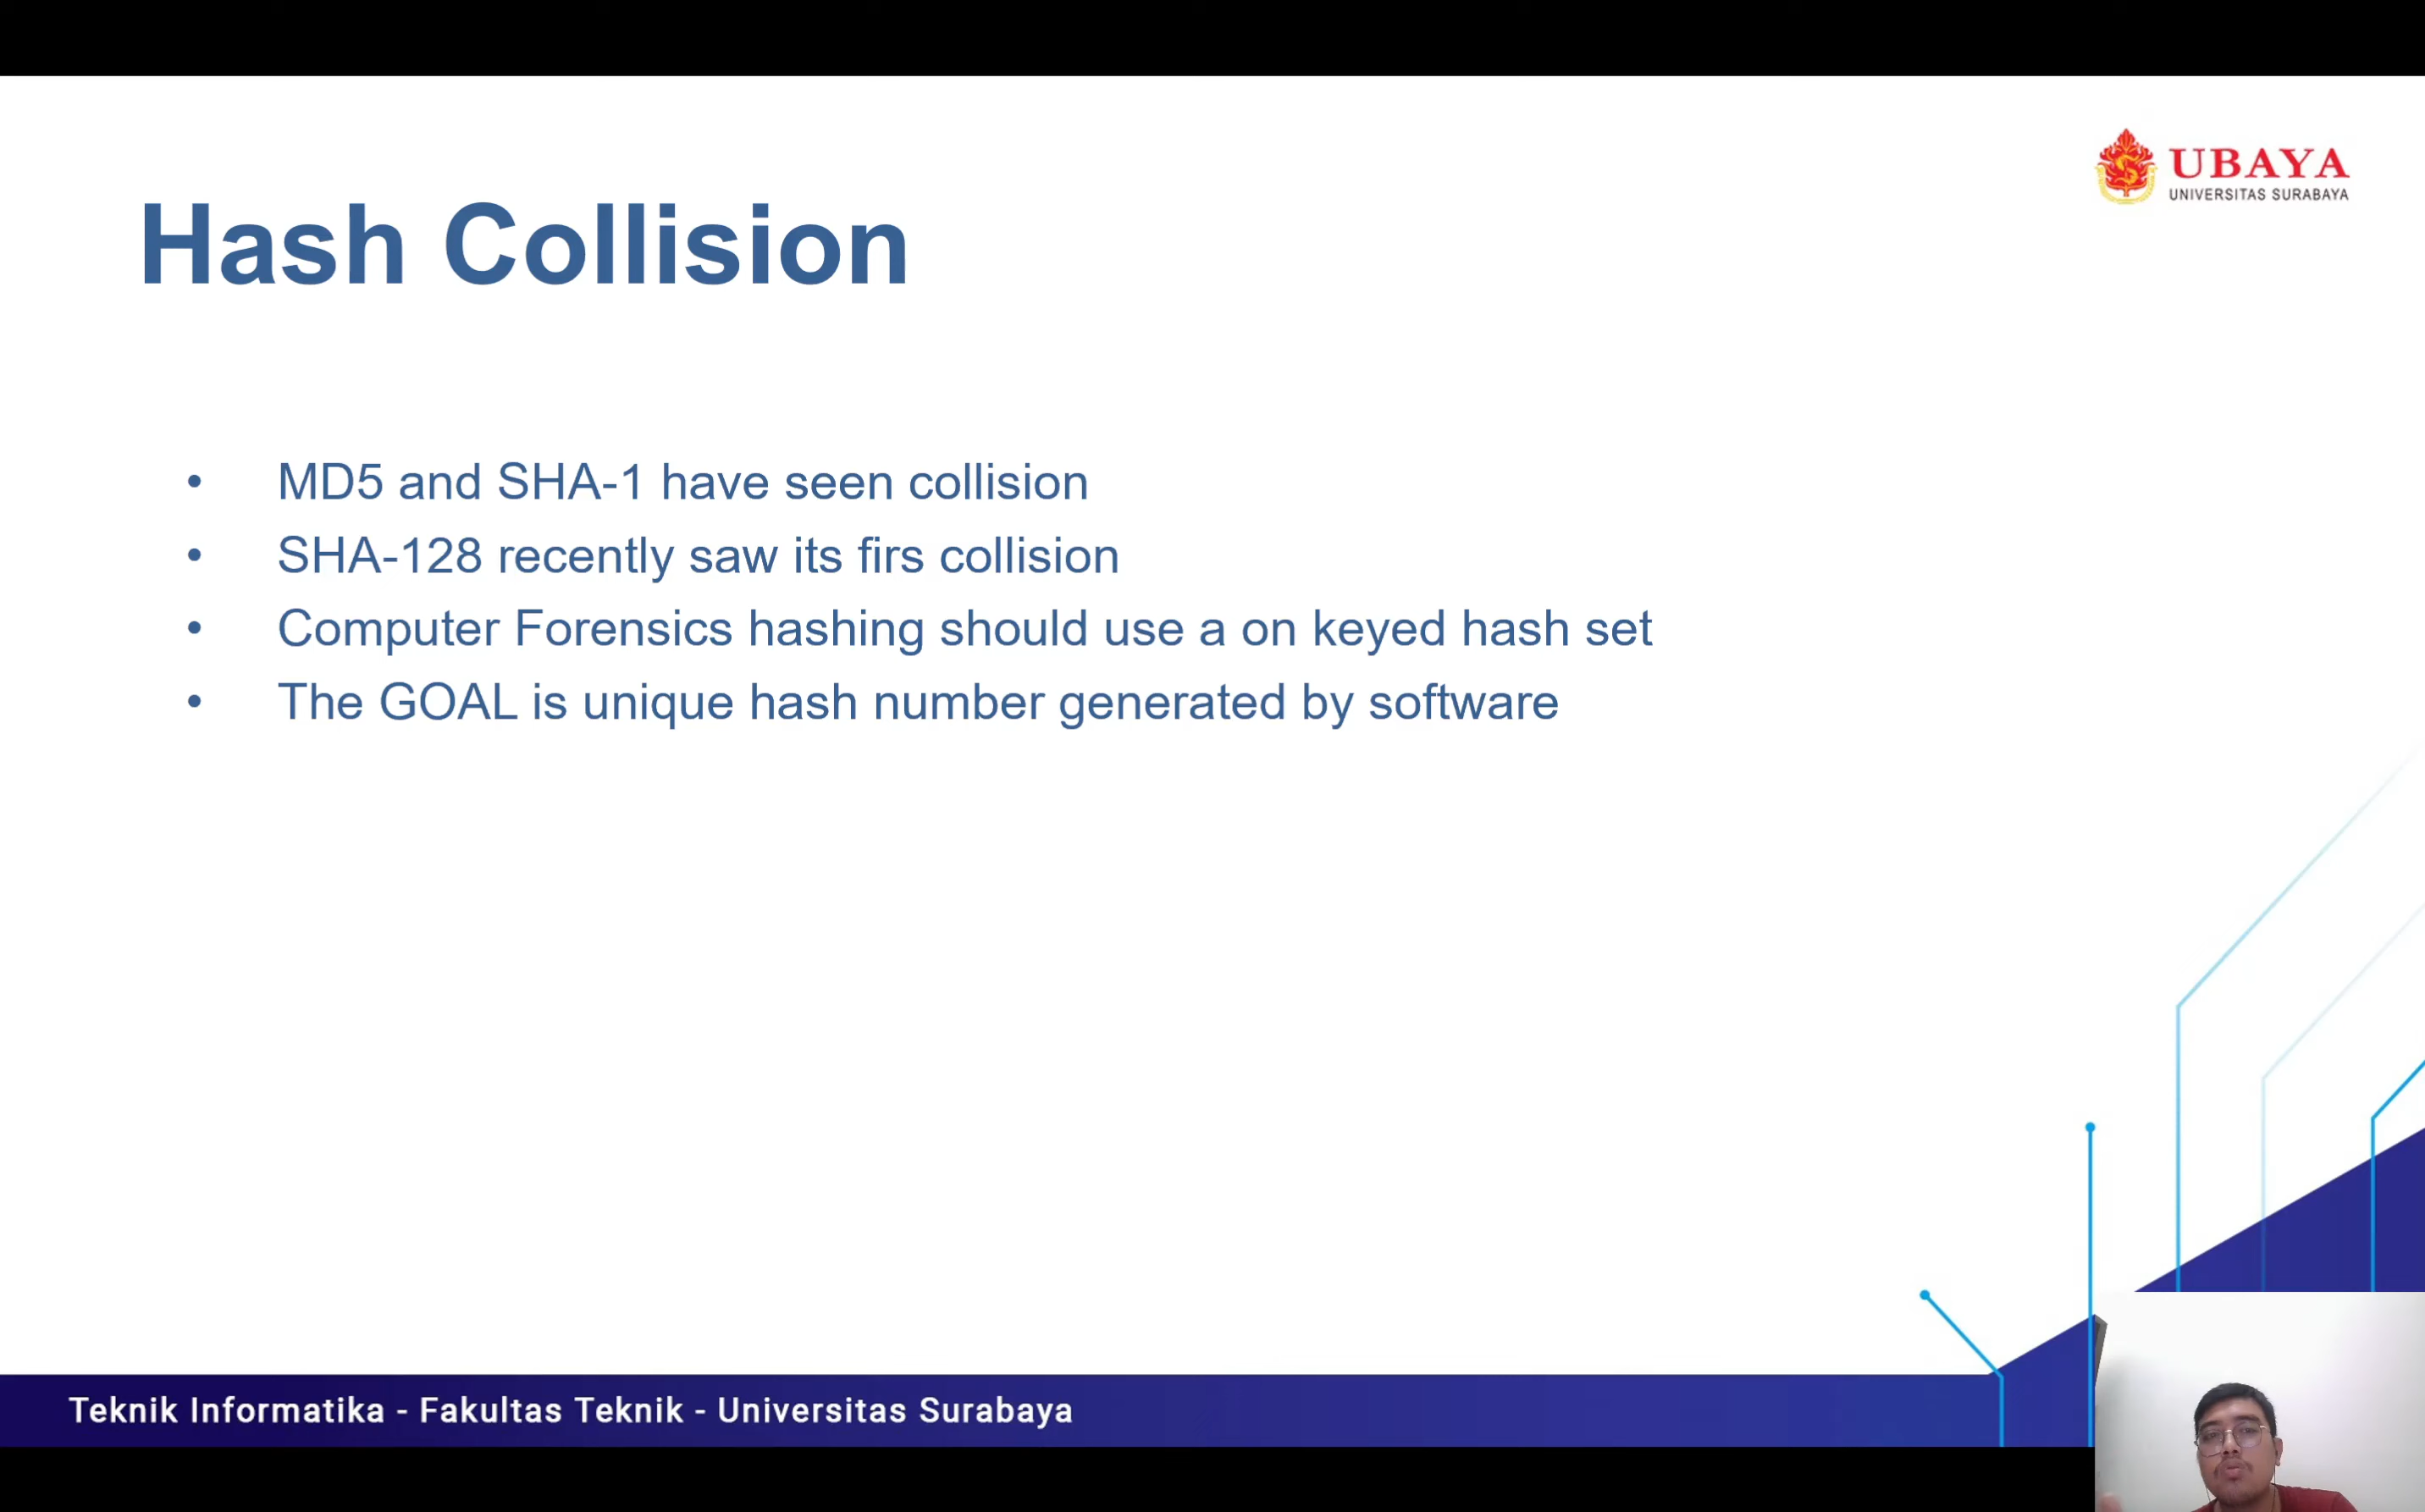 UBAYA
UNIVERSITAS SURABAYA
Hash Collision
• MD5 and SHA-1 have seen collision
• SHA-128 recently saw its firs collision
• Computer Forensics hashing should use a on keyed hash set
• The GOAL is unique hash number generated by software
Teknik Informatika - Fakultas Teknik - Universitas Surabaya